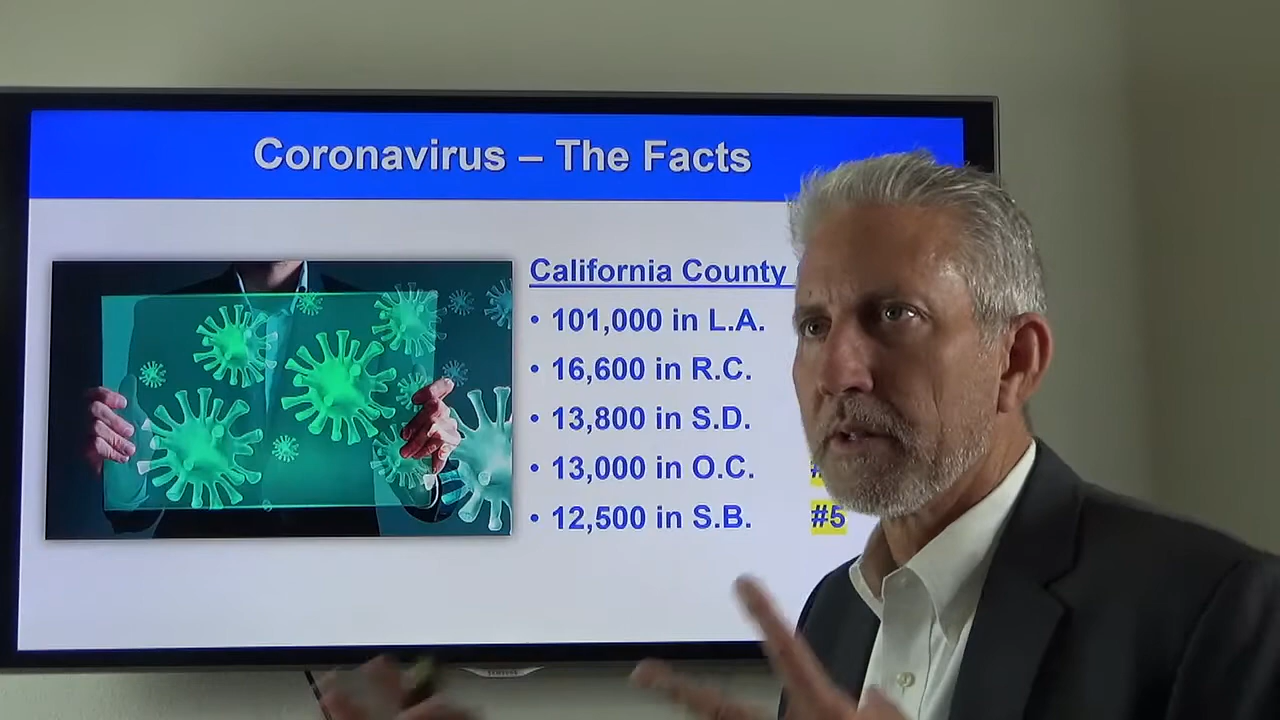 Coronavirus – The Facts
California County
• 101,000 in L.A.
• 16,600 in R.C.
• 13,800 in S.D.
• 13,000 in O.C. #
• 12,500 in S.B. #5